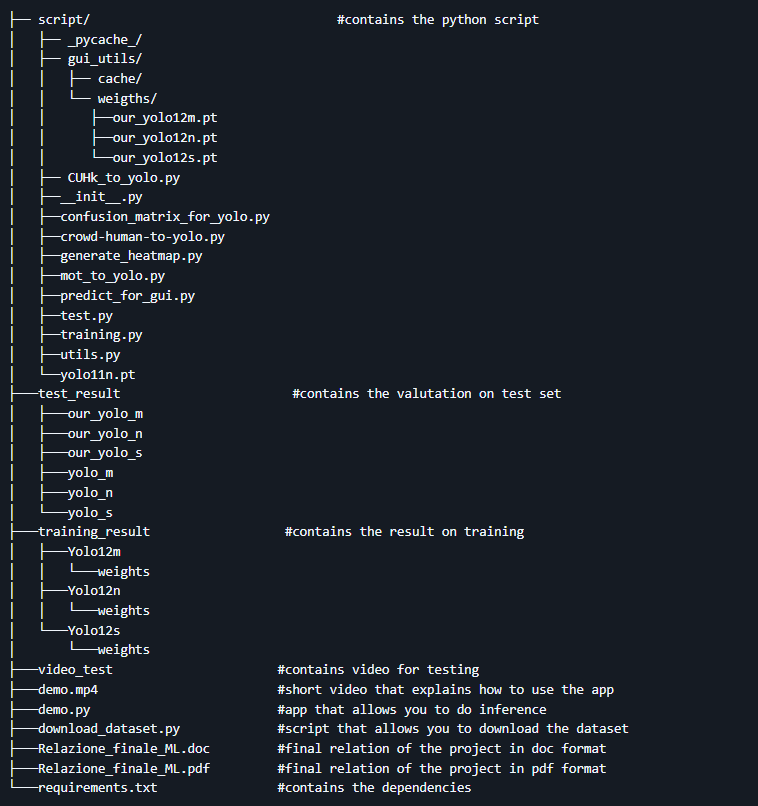 ├── script/                                 #contains the python script
│   ├── _pycache_/
│   ├── gui_utils/
│   │   ├── cache/
│   │   └── weigths/
│   │      ├──our_yolo12m.pt
│   │      ├──our_yolo12n.pt
│   │      └──our_yolo12s.pt
│   ├── CUHk_to_yolo.py
│   ├──__init__.py
│   ├──confusion_matrix_for_yolo.py
│   ├──crowd-human-to-yolo.py
│   ├──generate_heatmap.py
│   ├──mot_to_yolo.py
│   ├──predict_for_gui.py
│   ├──test.py
│   ├──training.py
│   ├──utils.py
│   └──yolo11n.pt
├───test_result                       #contains the valutation on test set
│   ├───our_yolo_m
│   ├───our_yolo_n
│   ├───our_yolo_s
│   ├───yolo_m
│   ├───yolo_n
│   └───yolo_s
├───training_result                  #contains the result on training
│   ├───Yolo12m
│   │   └───weights
│   ├───Yolo12n
│   │   └───weights
│   └───Yolo12s
│       └───weights
├───video_test                      #contains video for testing
├───demo.mp4                        #short video that explains how to use the app
├───demo.py                         #app that allows you to do inference
├───download_dataset.py             #script that allows you to download the dataset
├───Relazione_finale_ML.doc         #final relation of the project in doc format
├───Relazione_finale_ML.pdf         #final relation of the project in pdf format
└───requirements.txt                #contains the dependencies